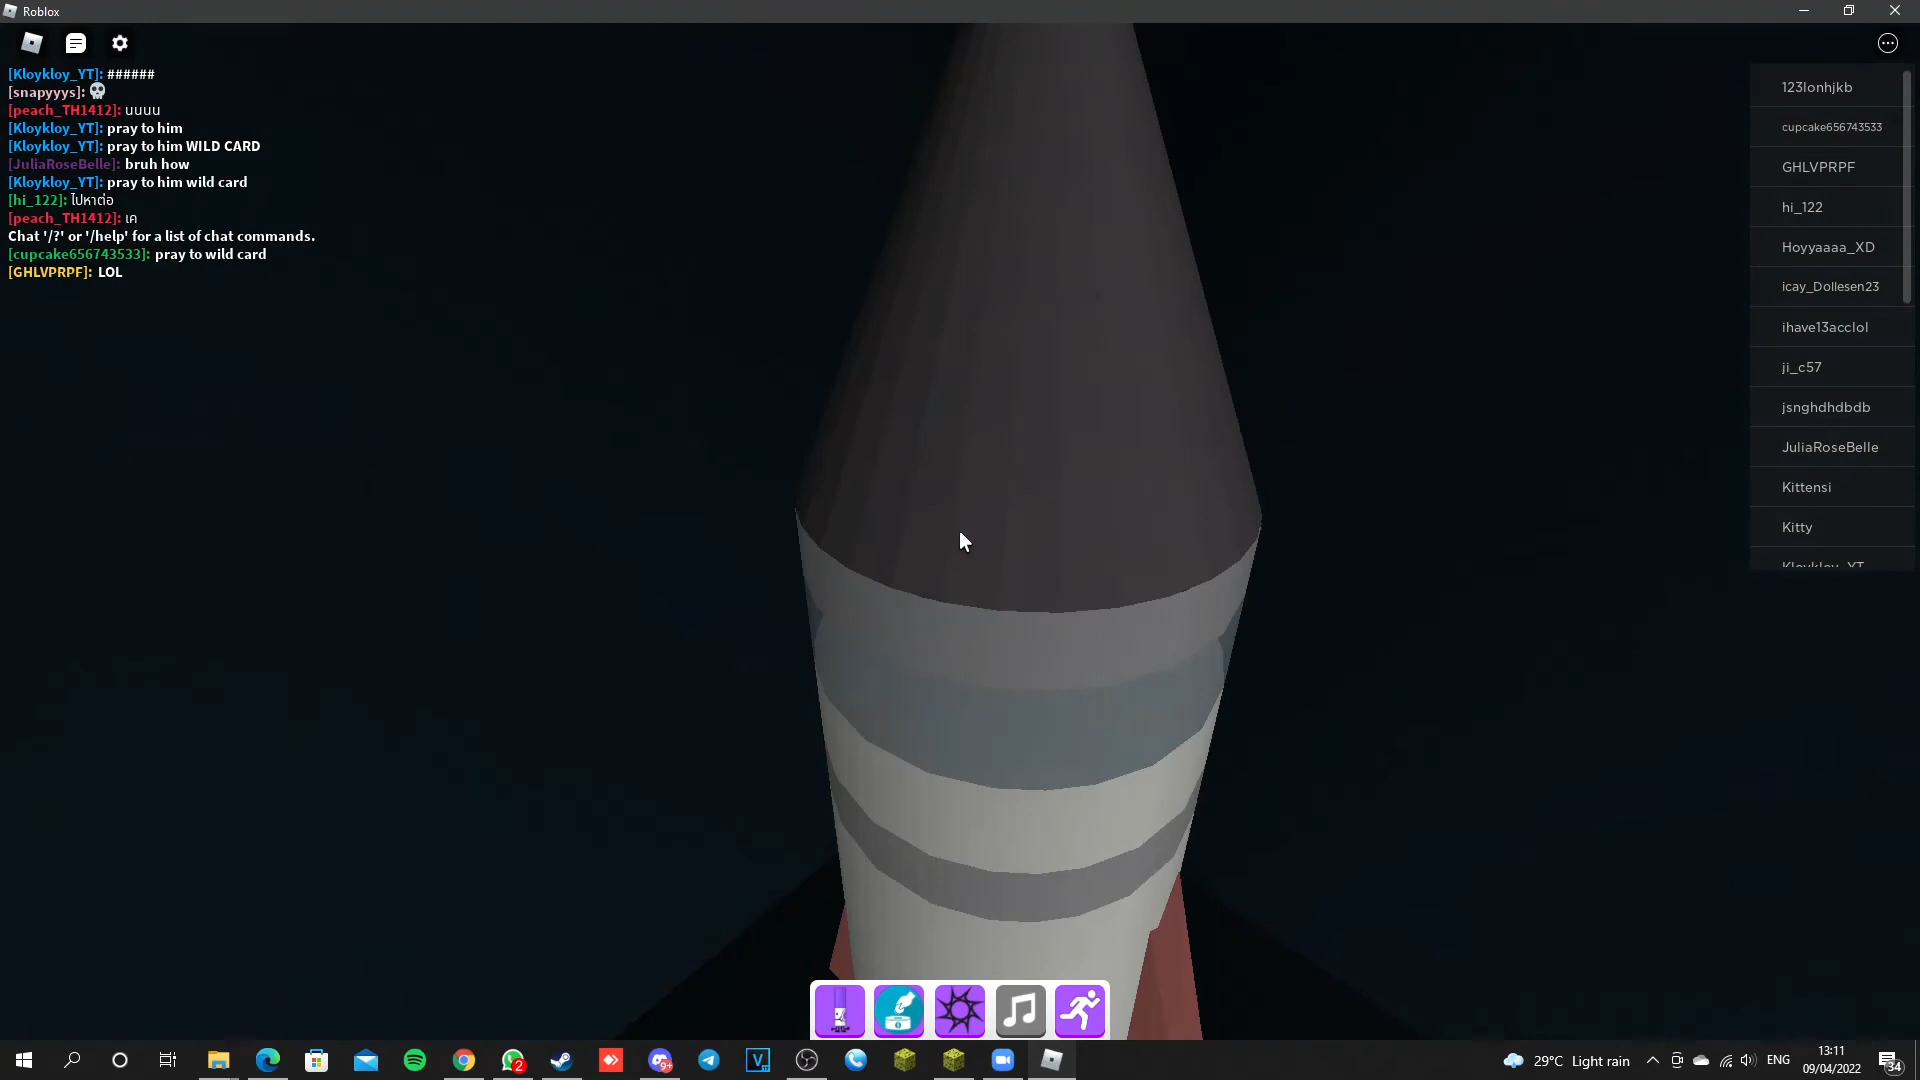 Roblox
[Kloykloy_YT]: ######
[snapyyys]: 💀
[peach_TH1412]: นนนน
[Kloykloy_YT]: pray to him
[Kloykloy_YT]: pray to him WILD CARD
[JuliaRoseBelle]: bruh how
[Kloykloy_YT]: pray to him wild card
[hi_122]: ไปหาต่อ
[peach_TH1412]: เค
Chat '/?' or '/help' for a list of chat commands.
[cupcake656743533]: pray to wild card
[GHLVPRPF]: LOL
123lonhjkb
cupcake656743533
GHLVPRPF
hi_122
Hoyyaaaa_XD
icay_Dollesen23
ihave13acclol
ji_c57
jsnghdhdbdb
JuliaRoseBelle
Kittensi
Kitty
Kloykloy_YT
2
9+
V
29°C Light rain
ENG
13:11
09/04/2022
34